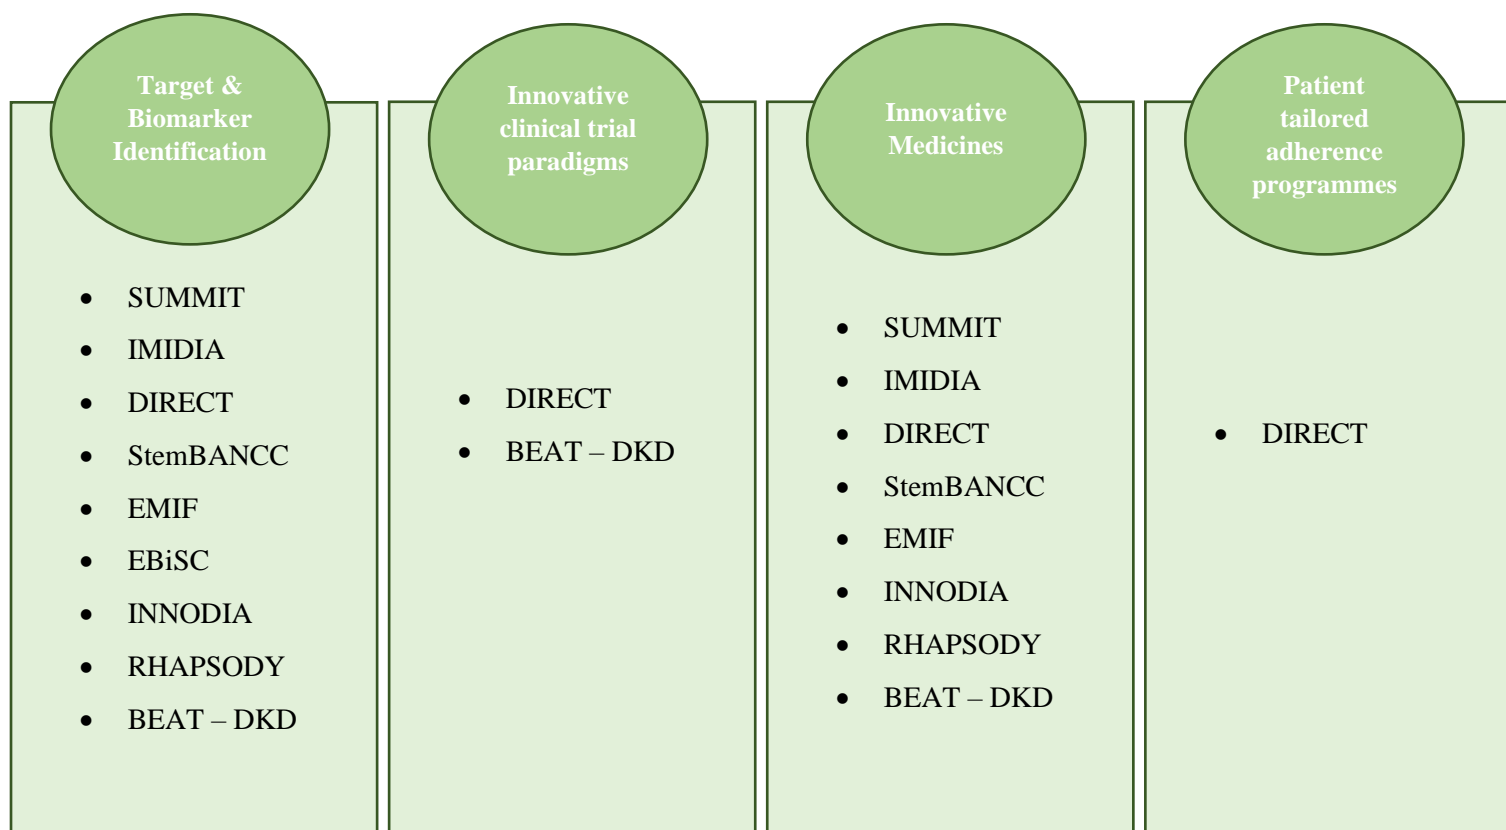 Target &
Biomarker
Identification
• SUMMIT
• IMIDIA
• DIRECT
• StemBANCC
• EMIF
• EBiSC
• INNODIA
• RHAPSODY
• BEAT – DKD
Innovative
clinical trial
paradigms
• DIRECT
• BEAT – DKD
Innovative
Medicines
• SUMMIT
• IMIDIA
• DIRECT
• StemBANCC
• EMIF
• INNODIA
• RHAPSODY
• BEAT – DKD
Patient
tailored
adherence
programmes
• DIRECT